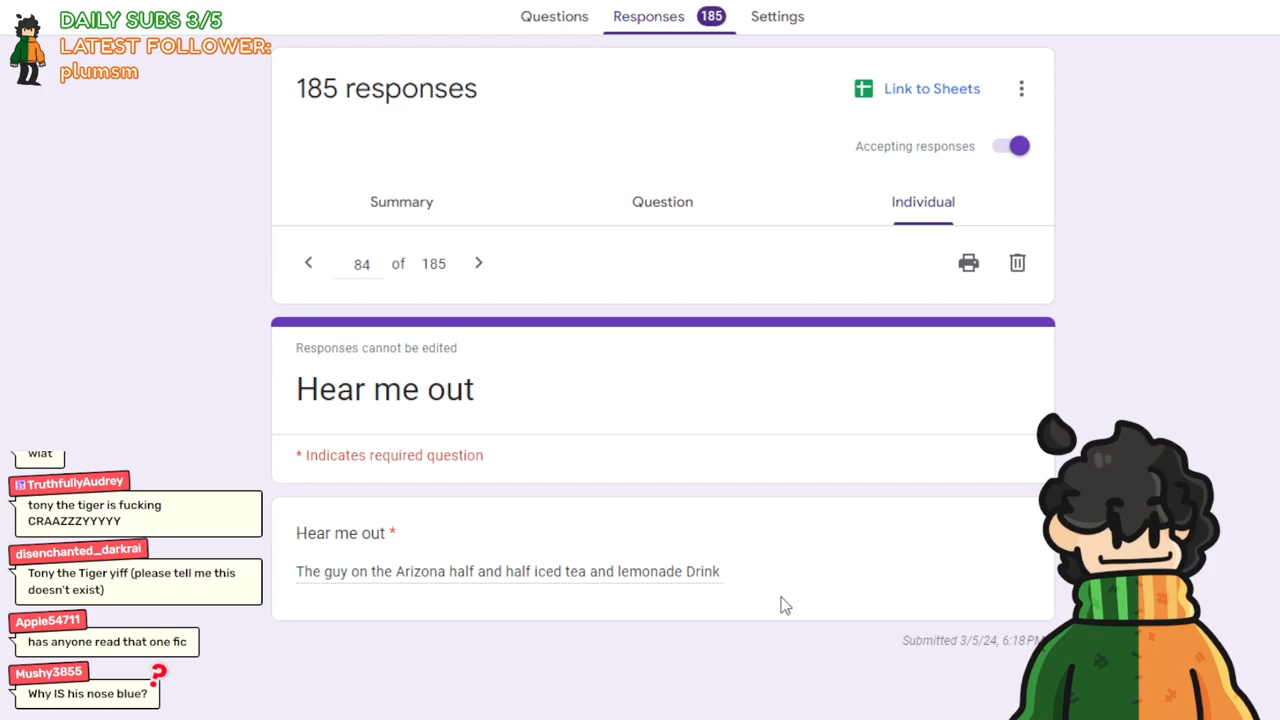 DAILY SUBS 3/5
LATEST FOLLOWER:
plumsm
Questions
Responses 185
Settings
185 responses
Link to Sheets
Accepting responses
Summary
Question
Individual
84 of 185
Responses cannot be edited
Hear me out
* Indicates required question
Hear me out *
The guy on the Arizona half and half iced tea and lemonade Drink
Submitted 3/5/24, 6:18PM
wiat
TruthfullyAudrey
tony the tiger is fucking
CRAAZZZYYYYY
disenchanted_darkrai
Tony the Tiger yiff (please tell me this
doesn't exist)
Apple54711
has anyone read that one fic
Mushy3855
Why IS his nose blue?
?